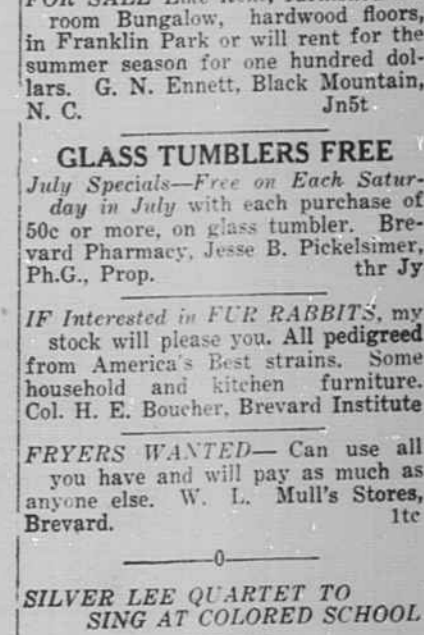 FOR SALE
room Bungalow, hardwood floors,
in Franklin Park or will rent for the
summer season for one hundred dol-
lars. G. N. Ennett, Black Mountain,
N. C. Jn5t
GLASS TUMBLERS FREE
July Specials—Free on Each Satur-
day in July with each purchase of
50c or more, on glass tumbler. Bre-
vard Pharmacy, Jesse B. Pickelsimer,
Ph.G., Prop. thr Jy
IF Interested in FUR RABBITS, my
stock will please you. All pedigreed
from America's Best strains. Some
household and kitchen furniture.
Col. H. E. Boucher, Brevard Institute
FRYERS WANTED— Can use all
you have and will pay as much as
anyone else. W. L. Mull's Stores,
Brevard. 1tc
——0——
SILVER LEE QUARTET TO
SING AT COLORED SCHOOL